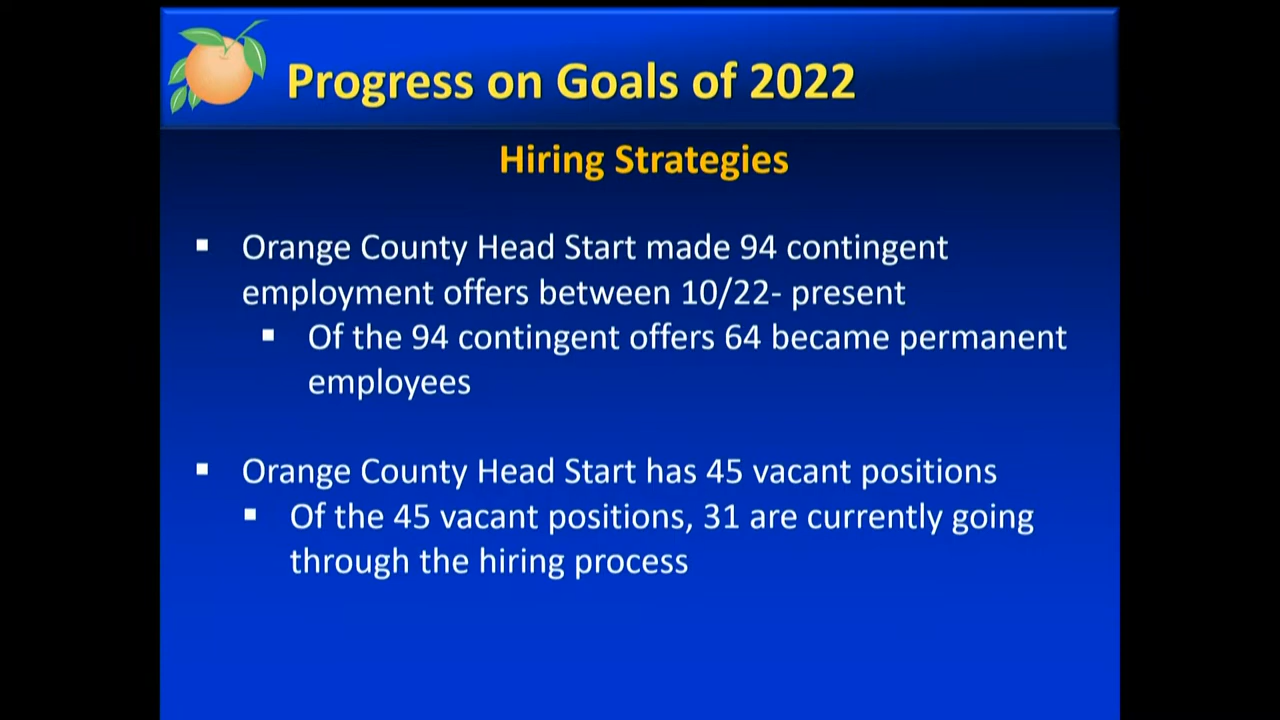 Progress on Goals of 2022
Hiring Strategies
▪ Orange County Head Start made 94 contingent
employment offers between 10/22- present
▪ Of the 94 contingent offers 64 became permanent
employees
▪ Orange County Head Start has 45 vacant positions
▪ Of the 45 vacant positions, 31 are currently going
through the hiring process